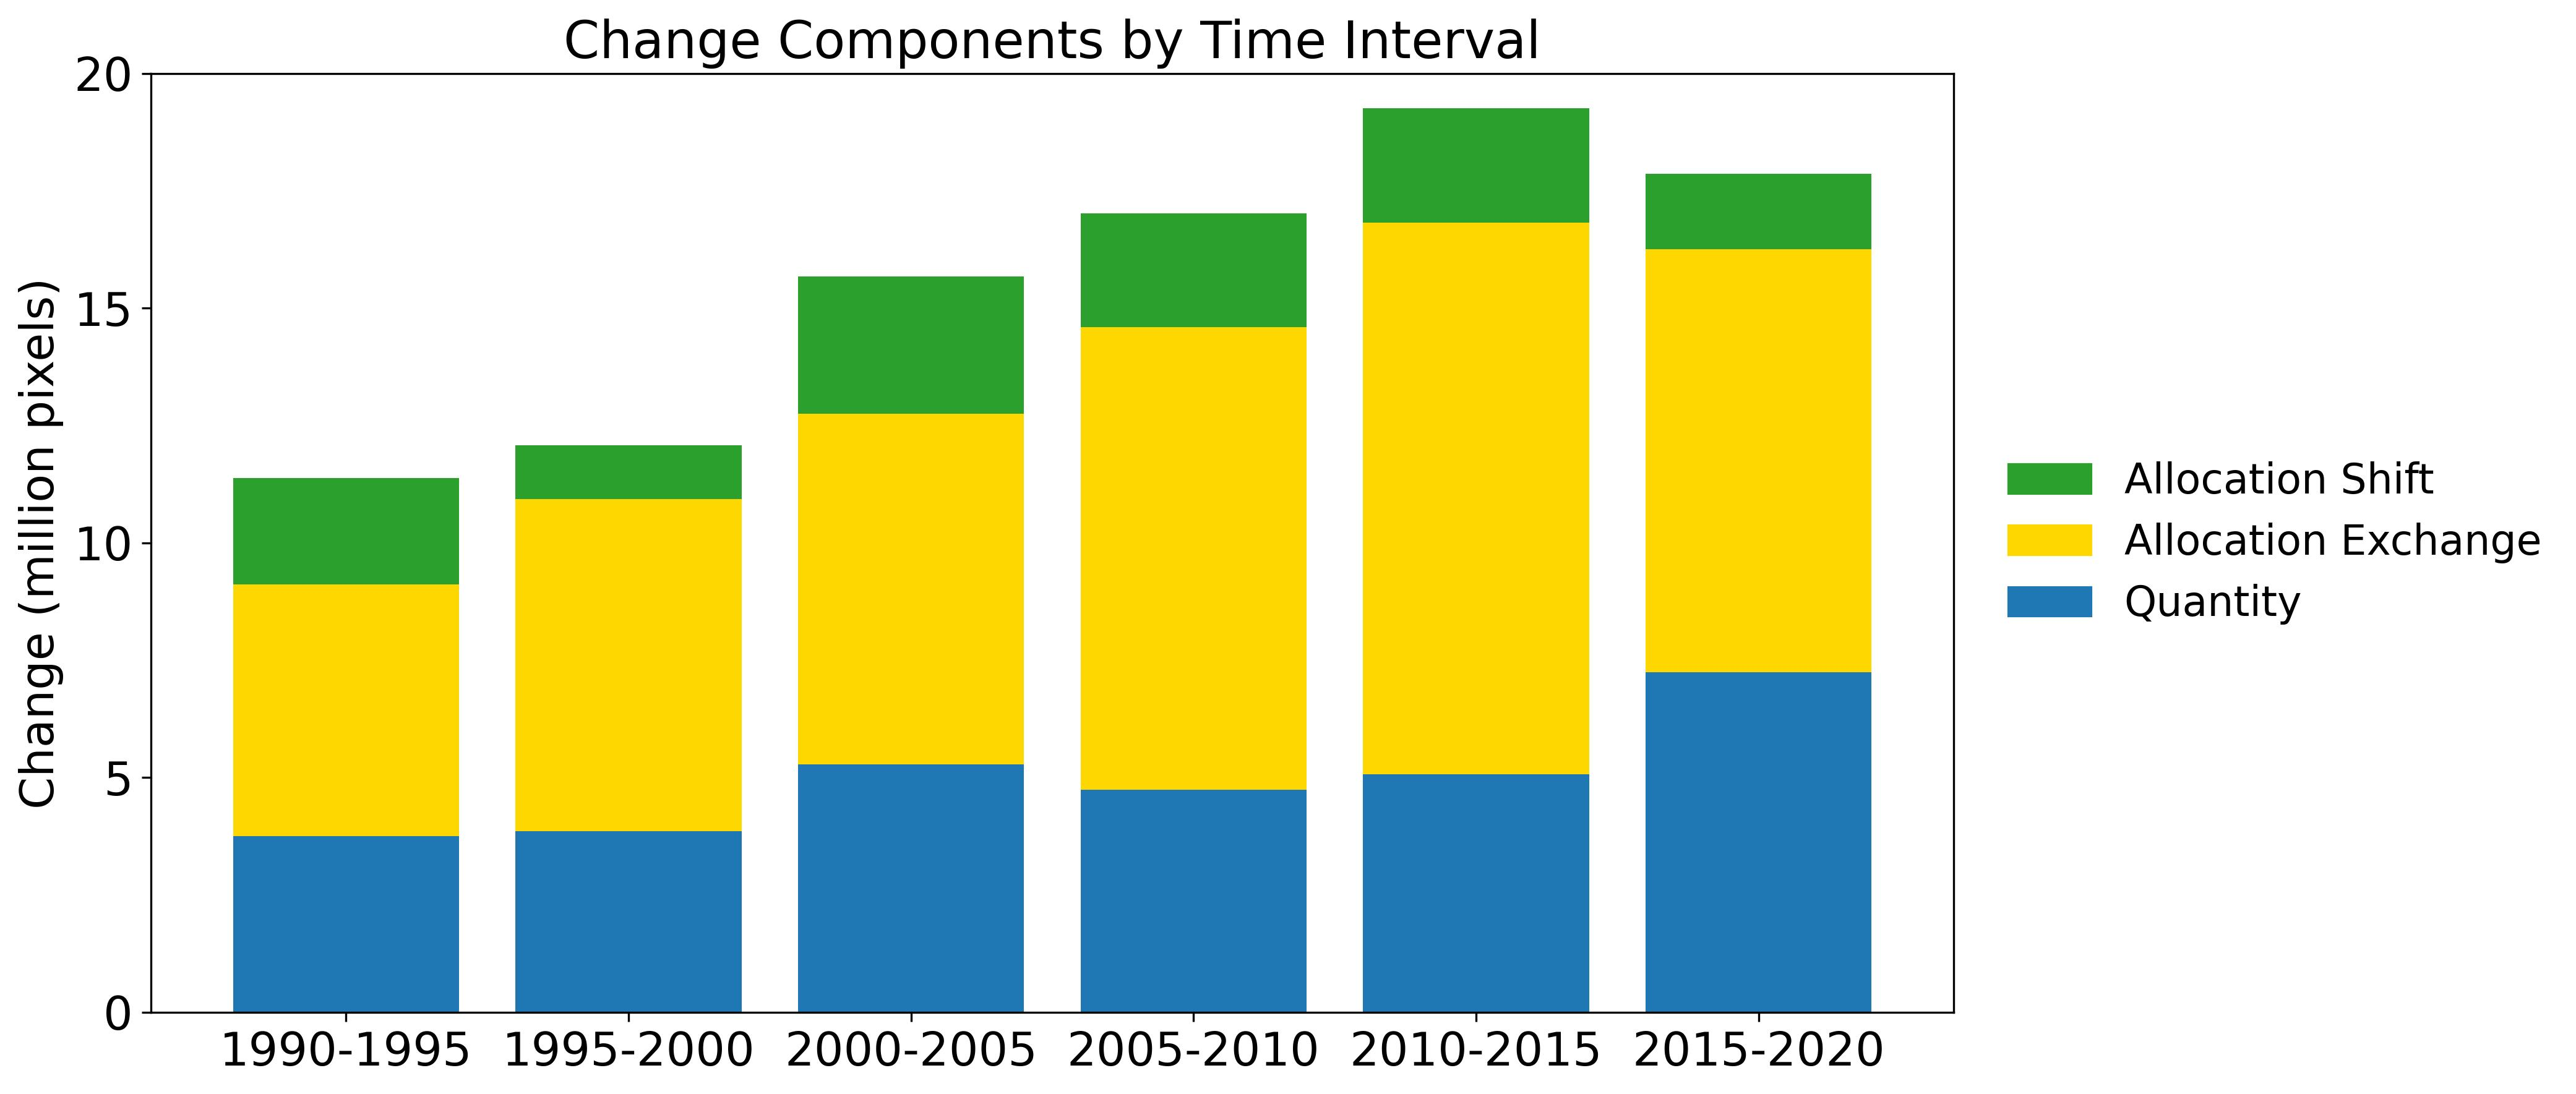 Change Components by Time Interval
Change (million pixels)
20
15
10
5
0
1990-1995 1995-2000 2000-2005 2005-2010 2010-2015 2015-2020
Allocation Shift
Allocation Exchange
Quantity